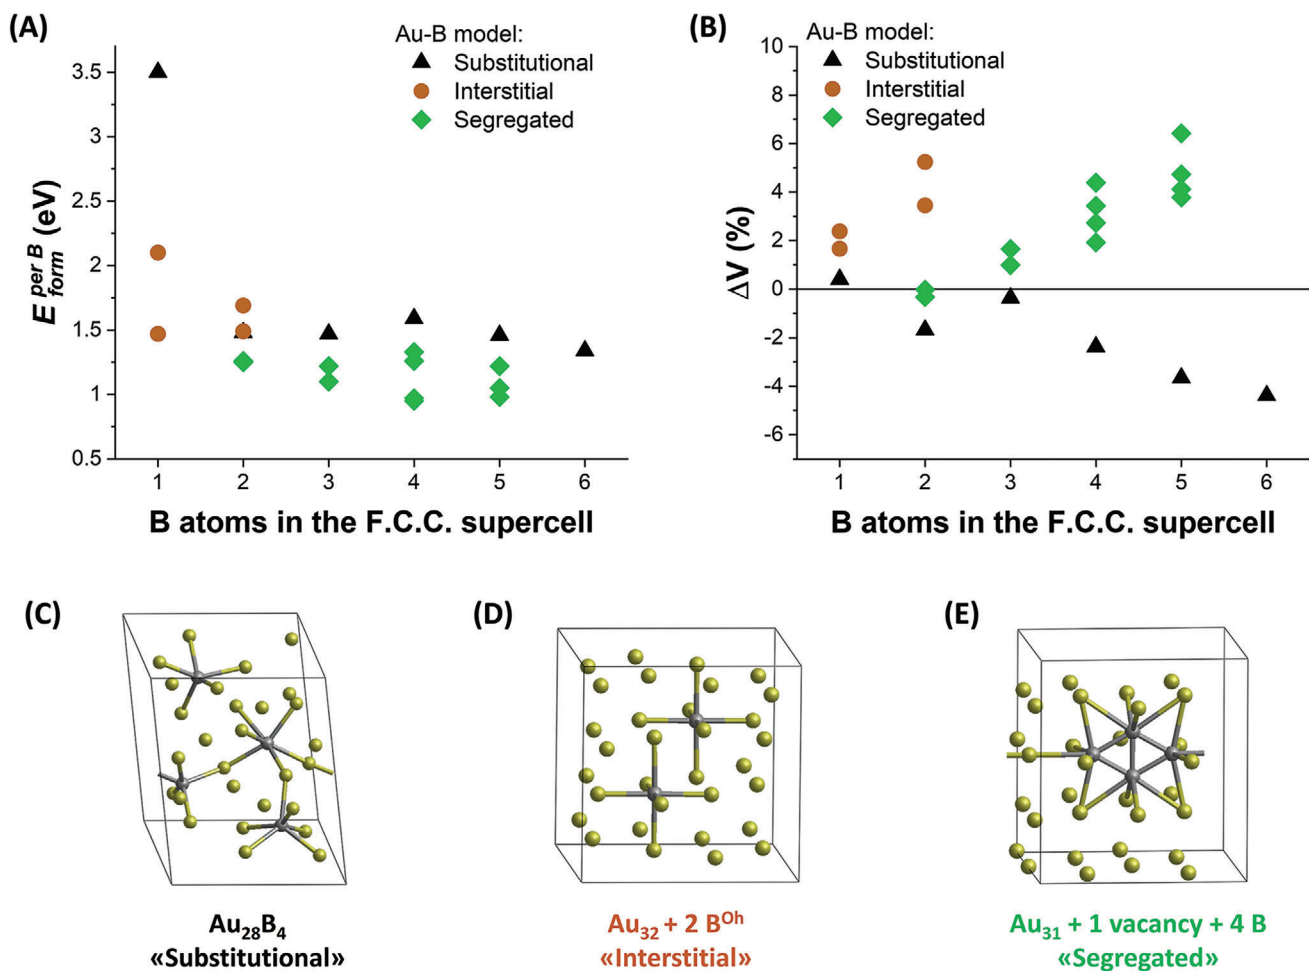 (A)
Au-B model:
Substitutional
Interstitial
Segregated
3.5
3
2.5
2
1.5
1
0.5
E per B form (eV)
1 2 3 4 5 6
B atoms in the F.C.C. supercell
(B)
Au-B model:
Substitutional
Interstitial
Segregated
10
8
6
4
2
0
-2
-4
-6
ΔV (%)
1 2 3 4 5 6
B atoms in the F.C.C. supercell
(C)
Au₂₈B₄
«Substitutional»
(D)
Au₃₂ + 2 Bᴼʰ
«Interstitial»
(E)
Au₃₁ + 1 vacancy + 4 B
«Segregated»